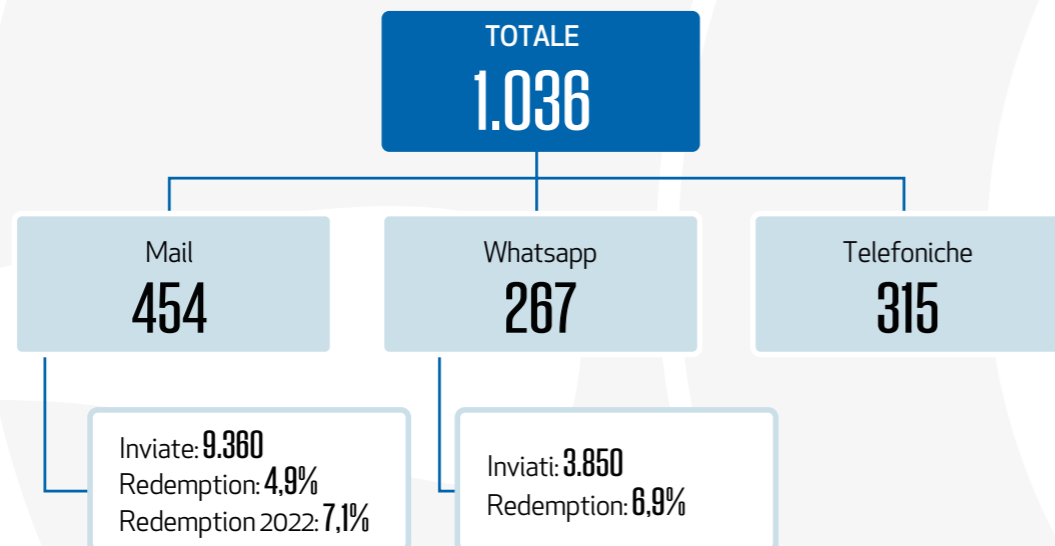 TOTALE
1.036
Mail
454
Whatsapp
267
Telefoniche
315
Inviate: 9.360
Redemption: 4,9%
Redemption 2022: 7,1%
Inviati: 3.850
Redemption: 6,9%